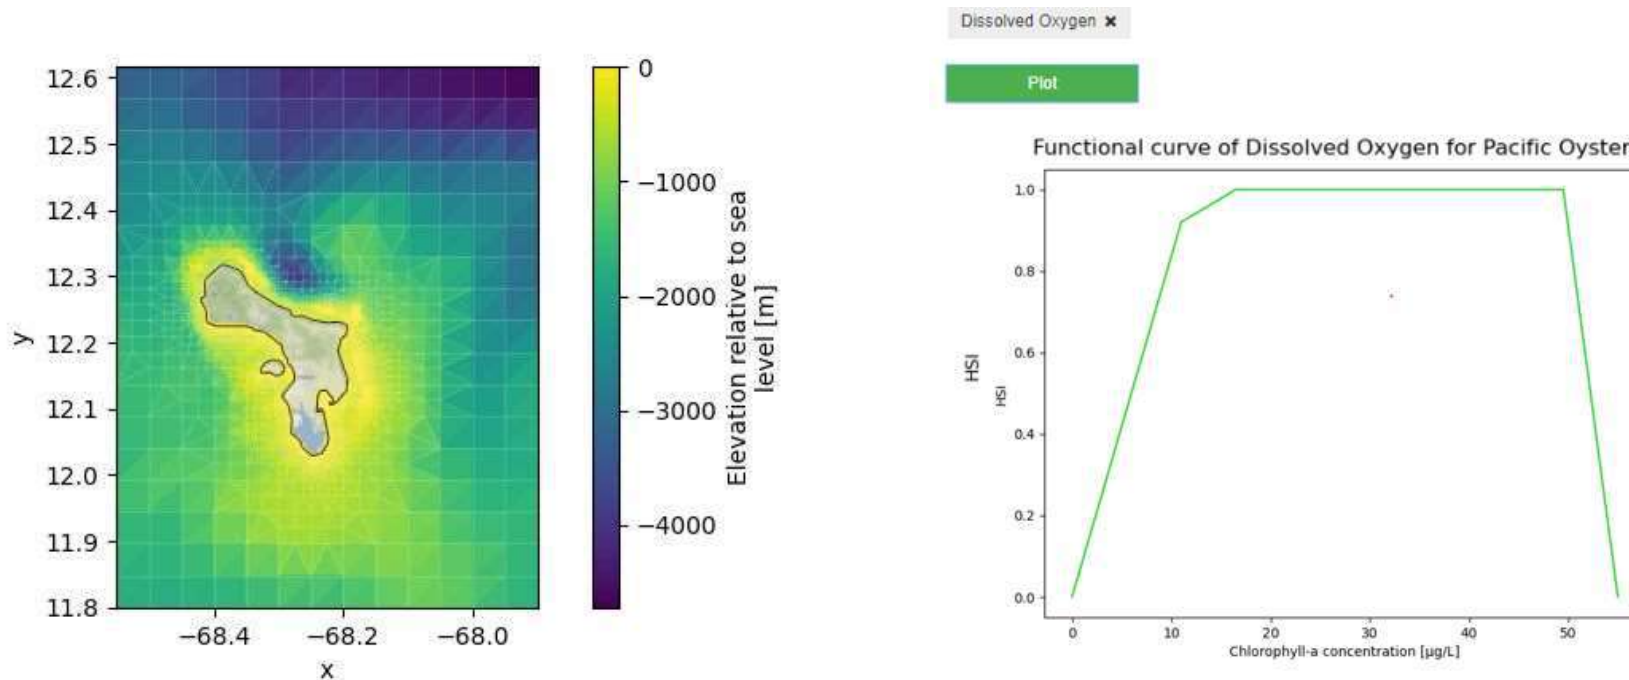 12.6
12.5
12.4
12.3
12.2
12.1
12.0
11.9
11.8
y
−68.4 −68.2 −68.0
x
0
−1000
−2000
−3000
−4000
Elevation relative to sea
level [m]
Dissolved Oxygen ✖
Plot
Functional curve of Dissolved Oxygen for Pacific Oyster
1.0
0.8
0.6
0.4
0.2
0.0
HSI
HSI
0 10 20 30 40 50
Chlorophyll-a concentration [µg/L]